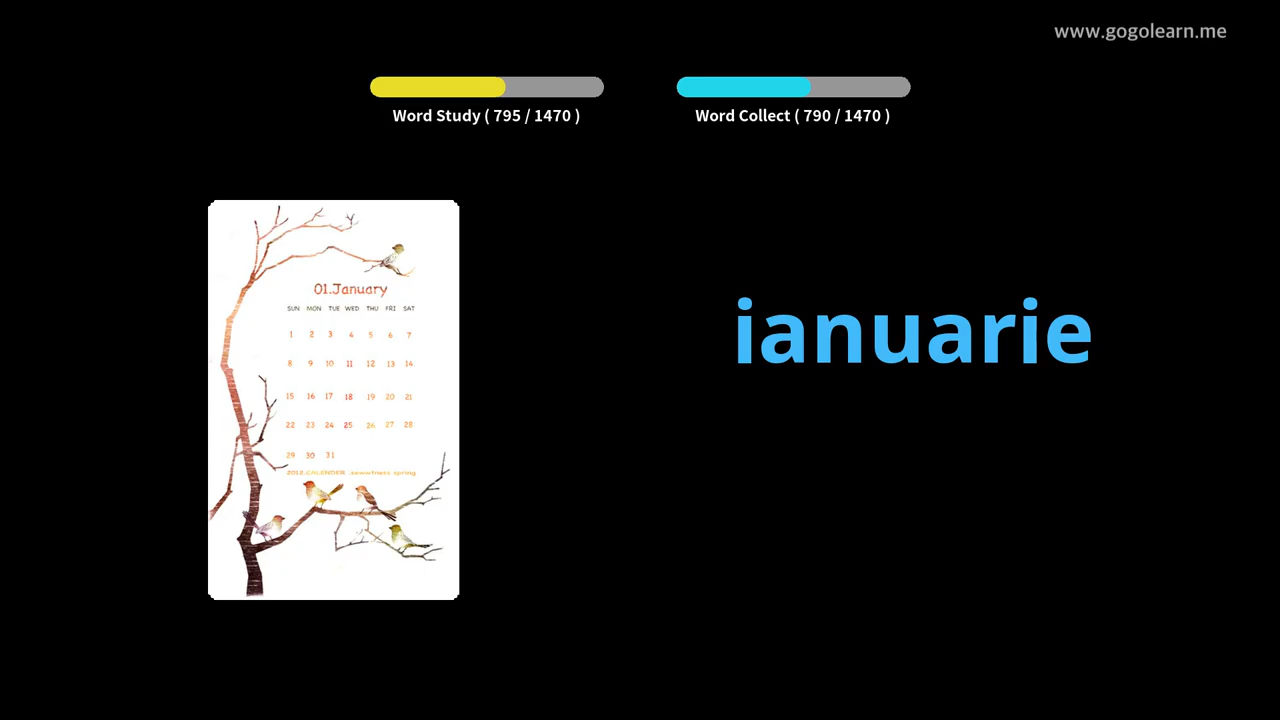 www.gogolearn.me
Word Study ( 795 / 1470 )
Word Collect ( 790 / 1470 )
01.January
SUN MON TUE WED THU FRI SAT
1 2 3 4 5 6 7
8 9 10 11 12 13 14
15 16 17 18 19 20 21
22 23 24 25 26 27 28
29 30 31
CALENDER spring
ianuarie